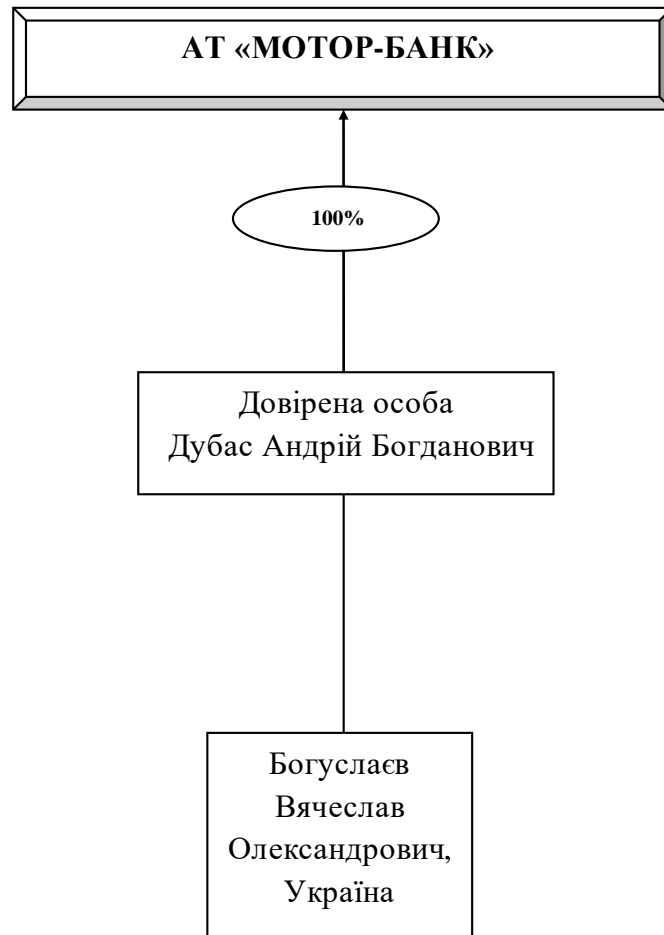 АТ «МОТОР-БАНК»
100%
Довірена особа
Дубас Андрій Богданович
Богуслаєв
Вячеслав
Олександрович,
Україна